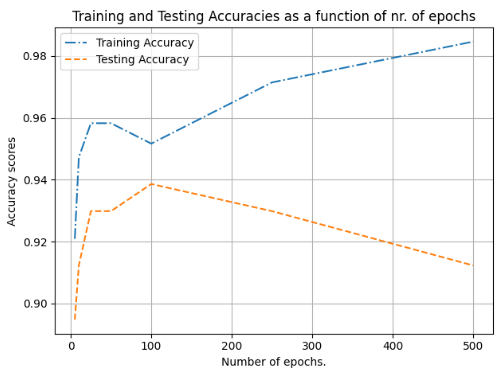 Training and Testing Accuracies as a function of nr. of epochs
Training Accuracy
Testing Accuracy
0.98
0.96
0.94
0.92
0.90
Accuracy scores
0 100 200 300 400 500
Number of epochs.